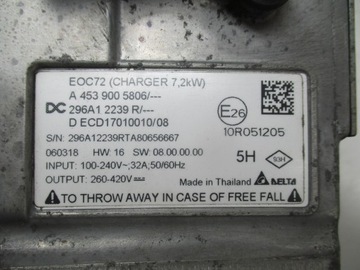 EOC72 (CHARGER 7,2kW)
A 453 900 5806/---
DC 296A1 2239 R/---
D ECD17010010/08
E26
10R051205
S/N: 296A12239RTA80656667
060318 HW: 16 SW: 08 00 00 00
5H
INPUT: 100-240V~;32A;50/60Hz
OUTPUT: 260-420V
Made in Thailand DELTA
TO THROW AWAY IN CASE OF FREE FALL